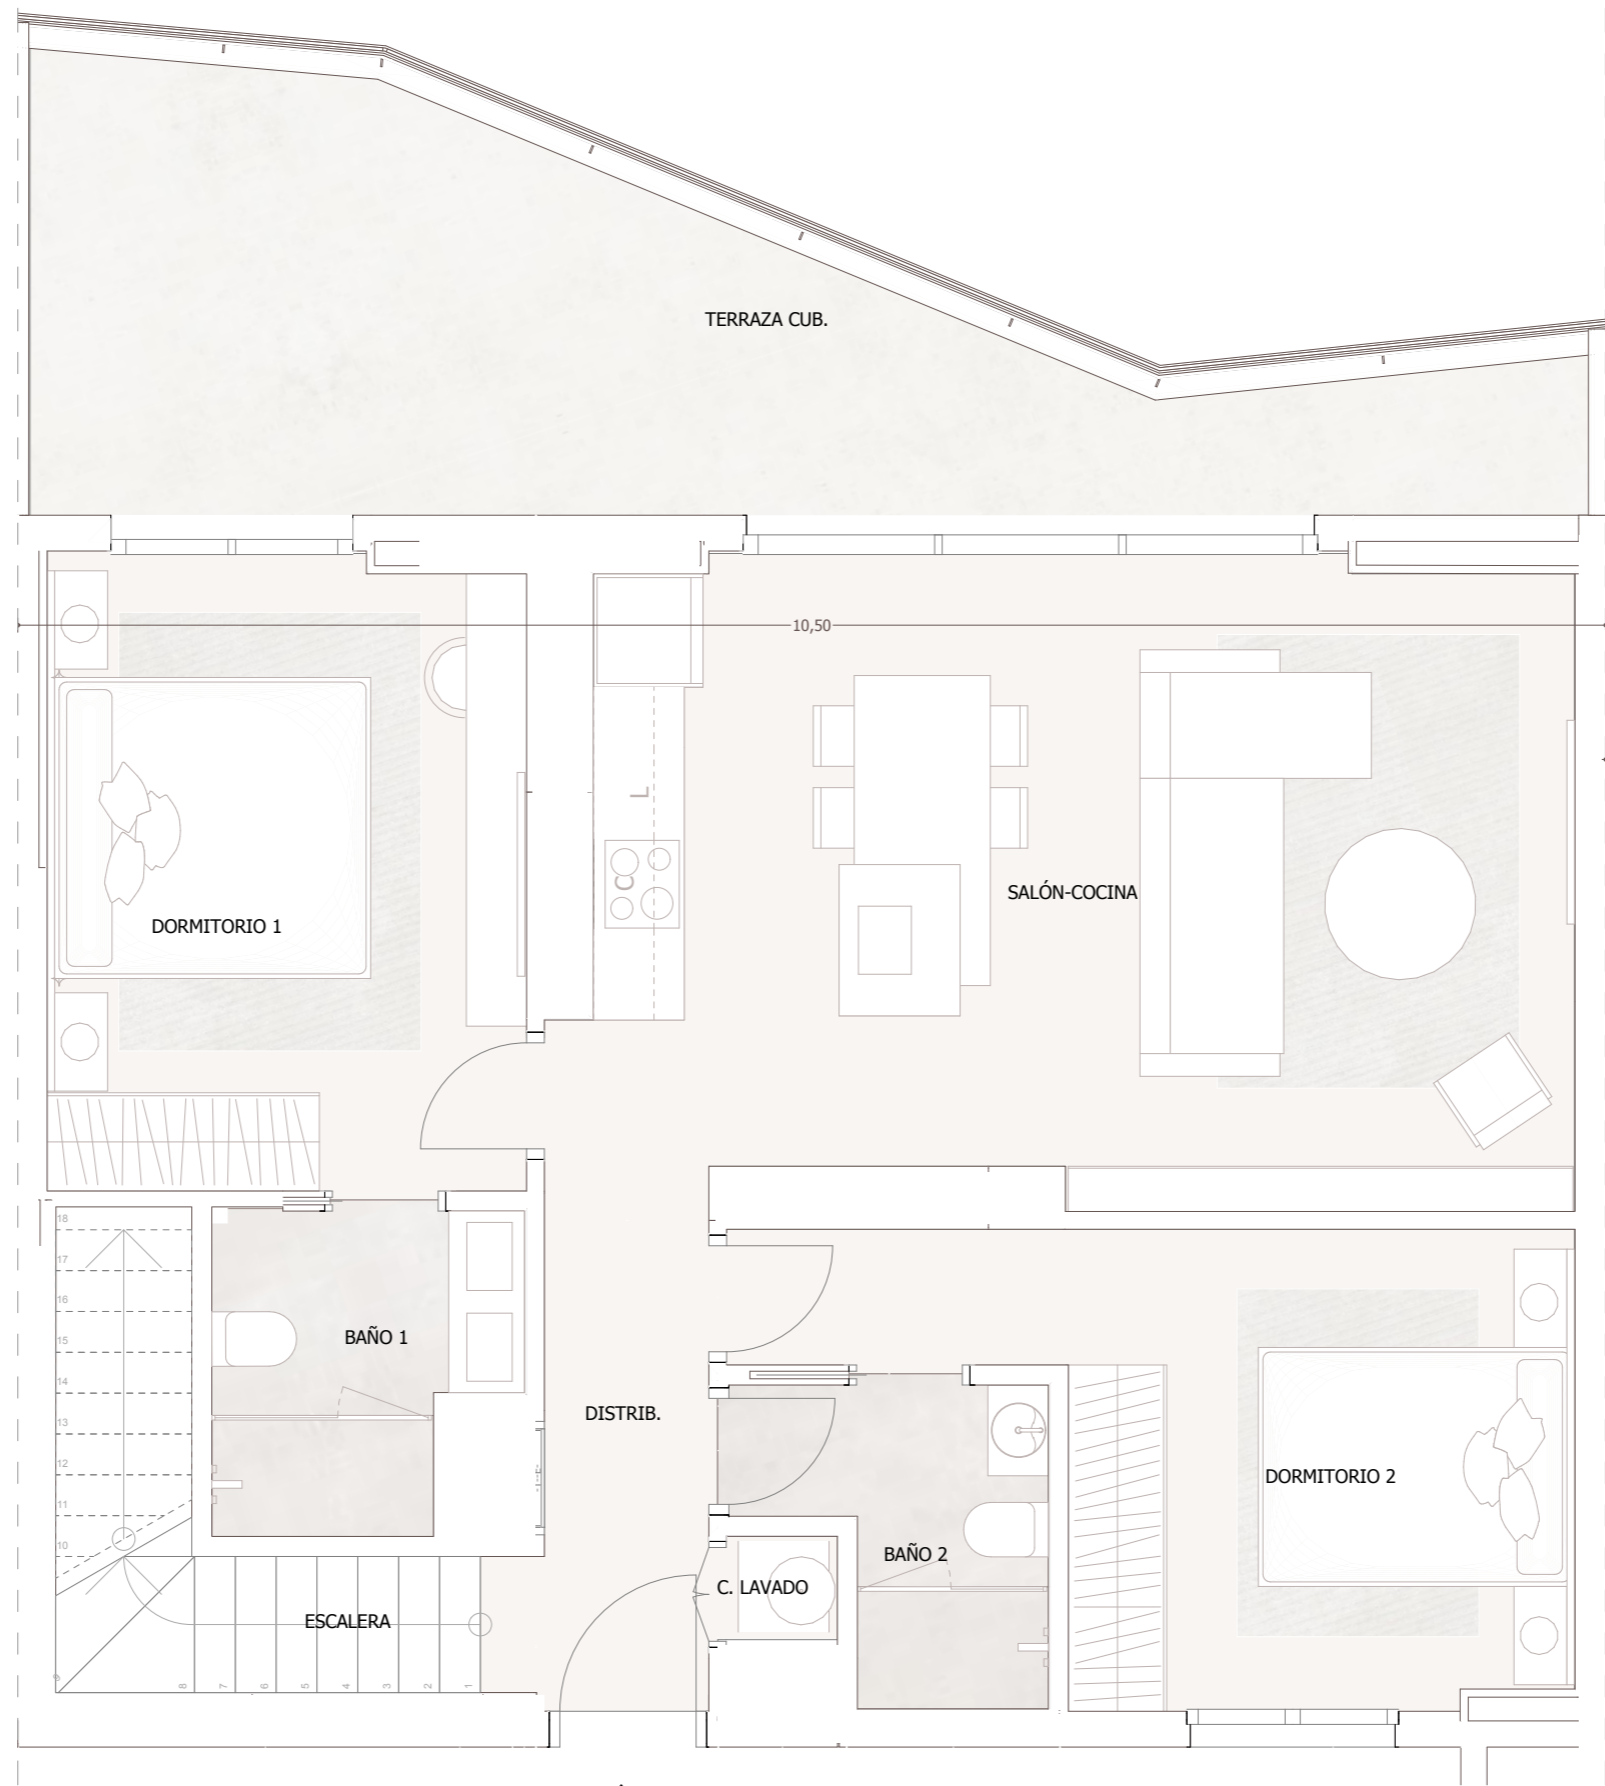 TERRAZA CUB.
10,50
L
C
SALÓN-COCINA
DORMITORIO 1
18
17
16
15
14
13
12
11
10
9
8
7
6
5
4
3
2
1
BAÑO 1
DISTRIB.
DORMITORIO 2
BAÑO 2
C. LAVADO
ESCALERA